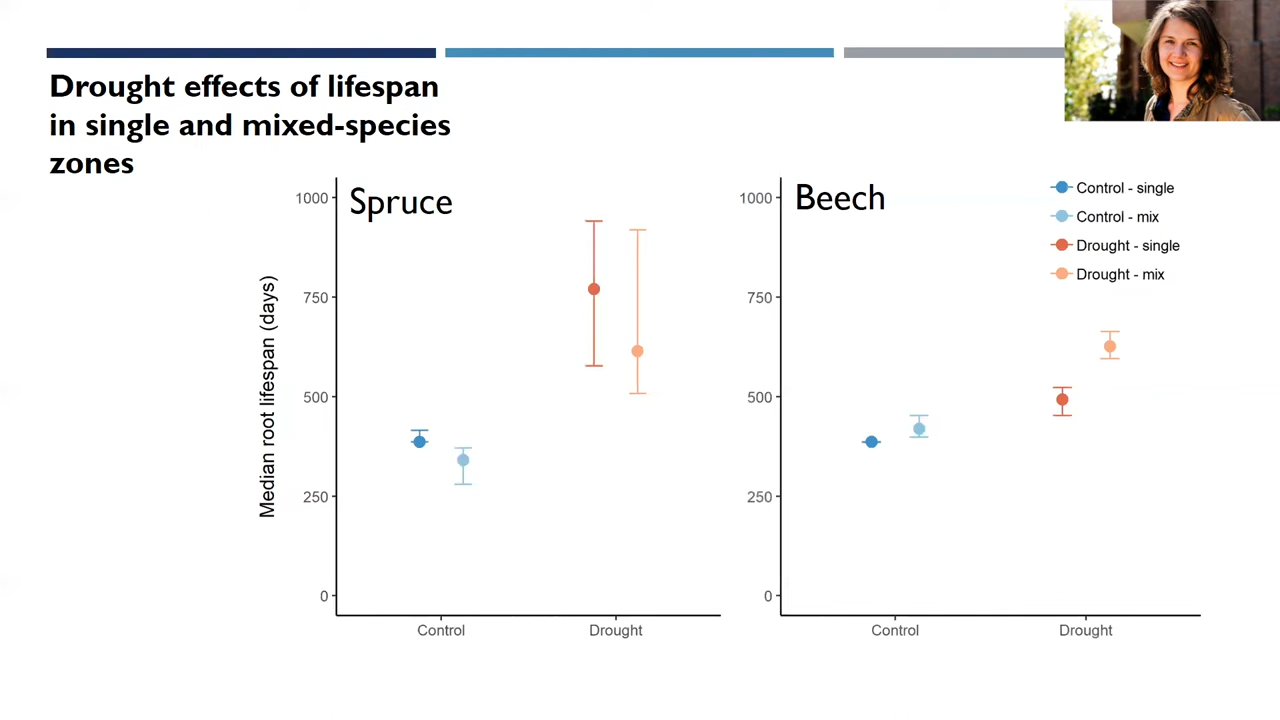 Drought effects of lifespan
in single and mixed-species
zones
Median root lifespan (days)
Spruce
1000
750
500
250
0
Control
Drought
Beech
1000
750
500
250
0
Control
Drought
Control - single
Control - mix
Drought - single
Drought - mix